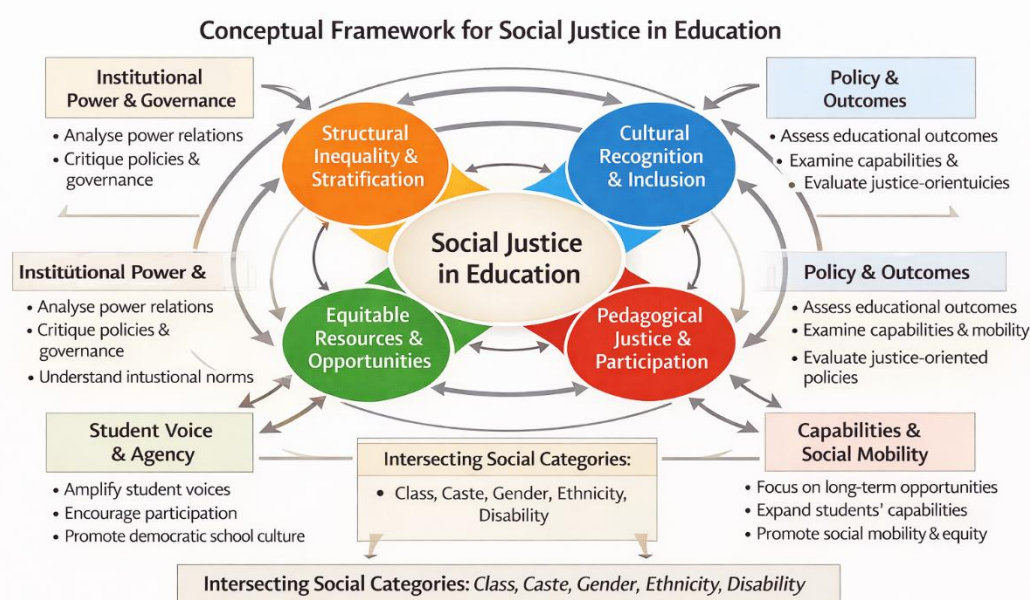 Conceptual Framework for Social Justice in Education
Institutional
Power & Governance
• Analyse power relations
• Critique policies &
governance
Structural
Inequality &
Stratification
Cultural
Recognition
& Inclusion
Policy &
Outcomes
• Assess educational outcomes
• Examine capabilities &
• Evaluate justice-orientuicies
Social Justice
in Education
Institütional Power &
• Analyse power relations
• Critique policies &
governance
• Understand intustional norms
Equitable
Resources &
Opportunities
Pedagogical
Justice &
Participation
Policy & Outcomes
• Assess educational outcomes
• Examine capabilities & mobility
• Evaluate justice-oriented
policies
Student Voice
& Agency
• Amplify student voices
• Encourage participation
• Promote democratic school culture
Intersecting Social Categories:
• Class, Caste, Gender, Ethnicity,
Disability
Capabilities &
Social Mobility
• Focus on long-term opportunities
• Expand students' capabilities
• Promote social mobility & equity
Intersecting Social Categories: Class, Caste, Gender, Ethnicity, Disability